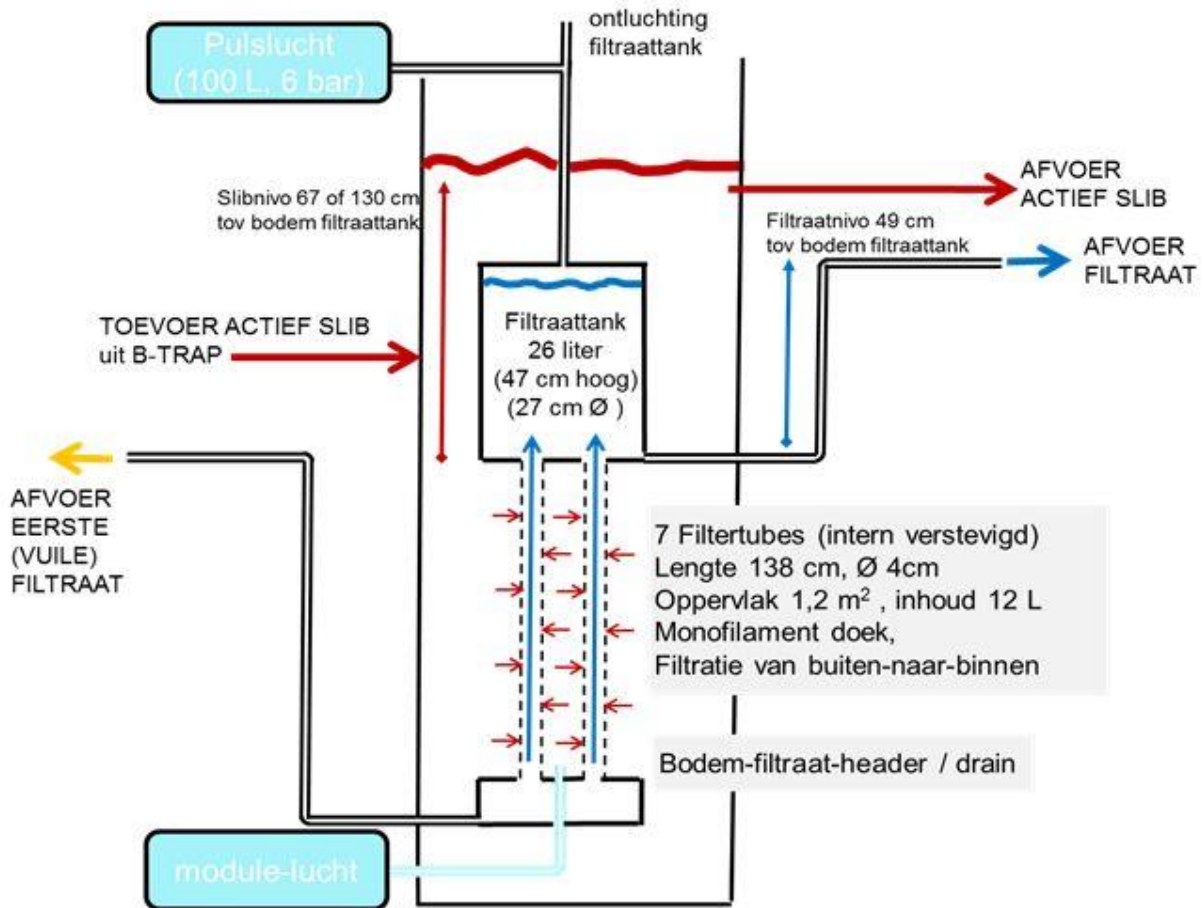 Pulslucht
(100 L, 6 bar)
ontluchting
filtraattank
Slibnivo 67 of 130 cm
tov bodem filtraattank
AFVOER
ACTIEF SLIB
Filtraatnivo 49 cm
tov bodem filtraattank
AFVOER
FILTRAAT
TOEVOER ACTIEF SLIB
uit B-TRAP
Filtraattank
26 liter
(47 cm hoog)
(27 cm Ø )
AFVOER
EERSTE
(VUILE)
FILTRAAT
7 Filtertubes (intern verstevigd)
Lengte 138 cm, Ø 4cm
Oppervlak 1,2 m² , inhoud 12 L
Monofilament doek,
Filtratie van buiten-naar-binnen
Bodem-filtraat-header / drain
module-lucht